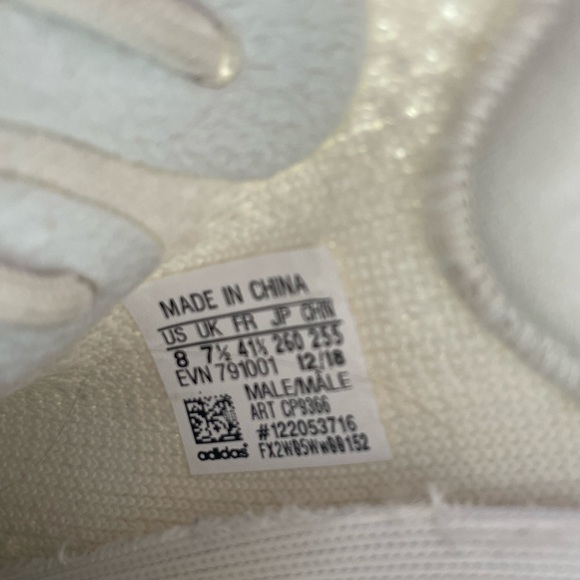 MADE IN CHINA
US UK FR JP CHN
8 7½ 41⅓ 260 255
EVN 791001 12/18
MALE/MÂLE
ART CP9366
#122053716
adidas FX2W05Ww00152